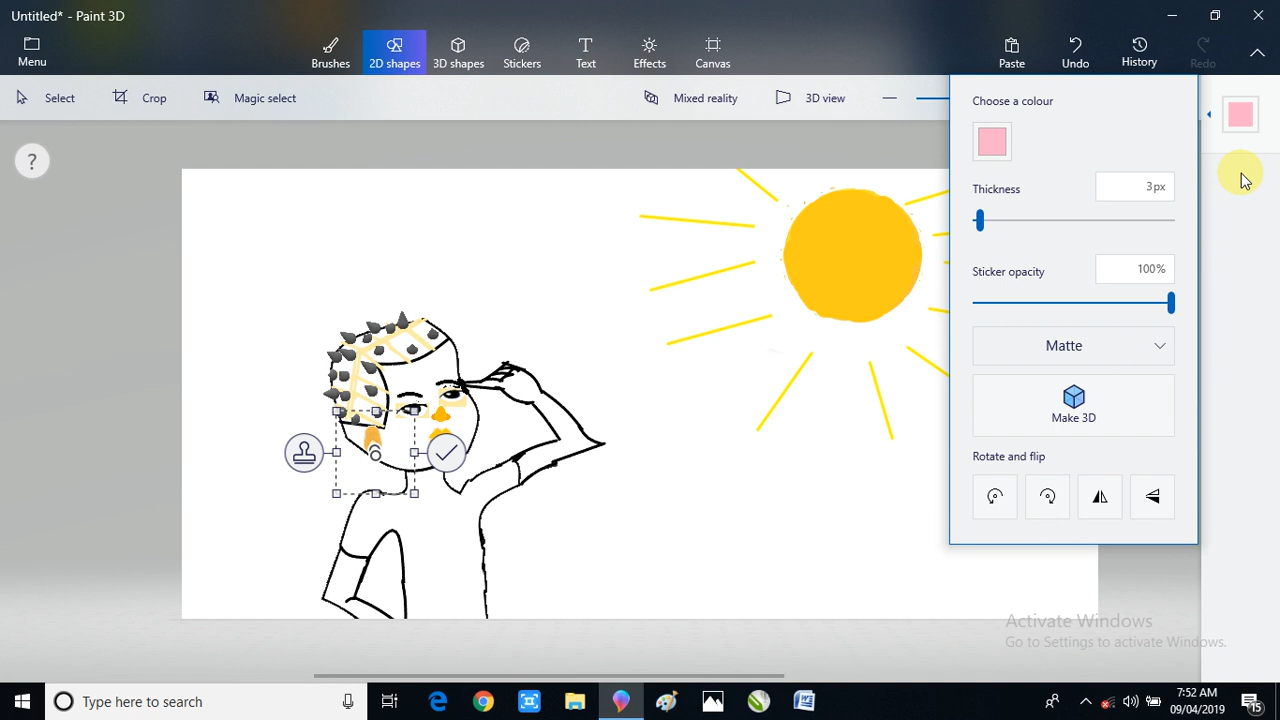 Untitled* - Paint 3D
Menu
Brushes
2D shapes
3D shapes
Stickers
Text
Effects
Canvas
Paste
Undo
History
Redo
Select
Crop
Magic select
Mixed reality
3D view
?
Choose a colour
Thickness
3px
Sticker opacity
100%
Matte
Make 3D
Rotate and flip
Activate Windows
Go to Settings to activate Windows.
Type here to search
7:52 AM
09/04/2019
15